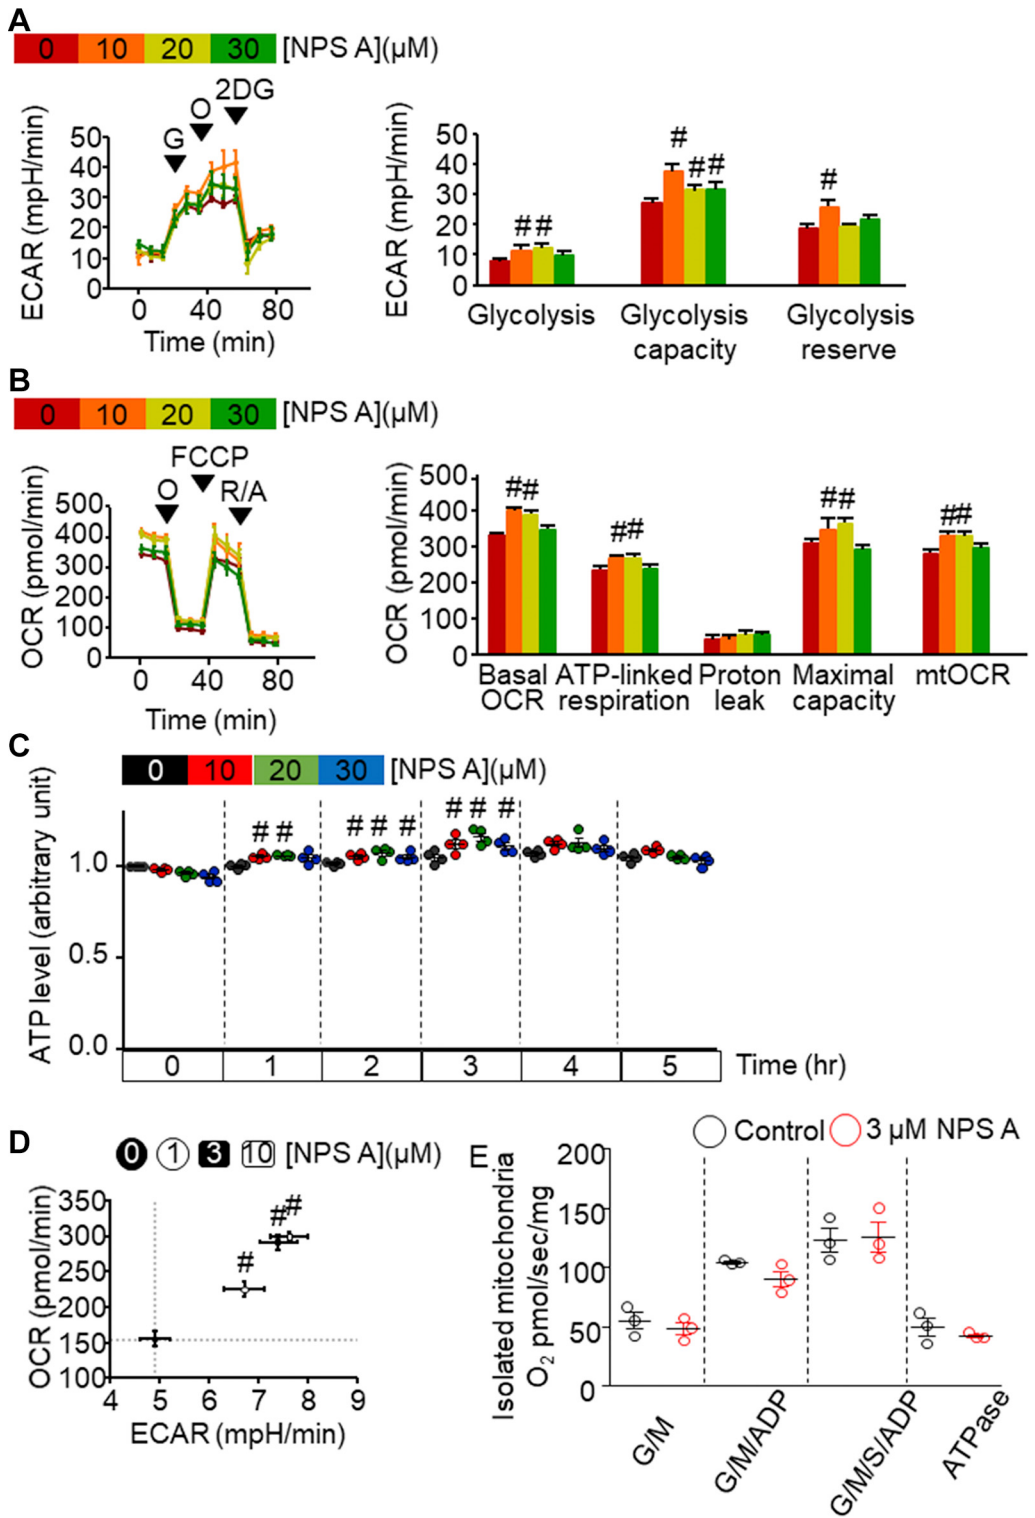 A
0 10 20 30 [NPS A](µM)
2DG
O
G
50
40
30
20
10
0
ECAR (mpH/min)
0 40 80
Time (min)
50
40
30
20
10
0
ECAR (mpH/min)
##
#
##
#
Glycolysis
Glycolysis
capacity
Glycolysis
reserve
B
0 10 20 30 [NPS A](µM)
FCCP
O R/A
500
400
300
200
100
0
OCR (pmol/min)
0 40 80
Time (min)
500
400
300
200
100
0
OCR (pmol/min)
##
##
##
##
Basal
OCR
ATP-linked
respiration
Proton
leak
Maximal
capacity
mtOCR
C
0 10 20 30 [NPS A](µM)
ATP level (arbitrary unit)
1.0
0.5
0.0
# #
# # #
# # #
0 1 2 3 4 5 Time (hr)
D
0 1 3 10 [NPS A](µM)
350
300
250
200
150
100
OCR (pmol/min)
#
#
#
4 5 6 7 8 9
ECAR (mpH/min)
E
Control 3 µM NPS A
Isolated mitochondria
O2 pmol/sec/mg
200
150
100
50
0
G/M
G/M/ADP
G/M/S/ADP
ATPase